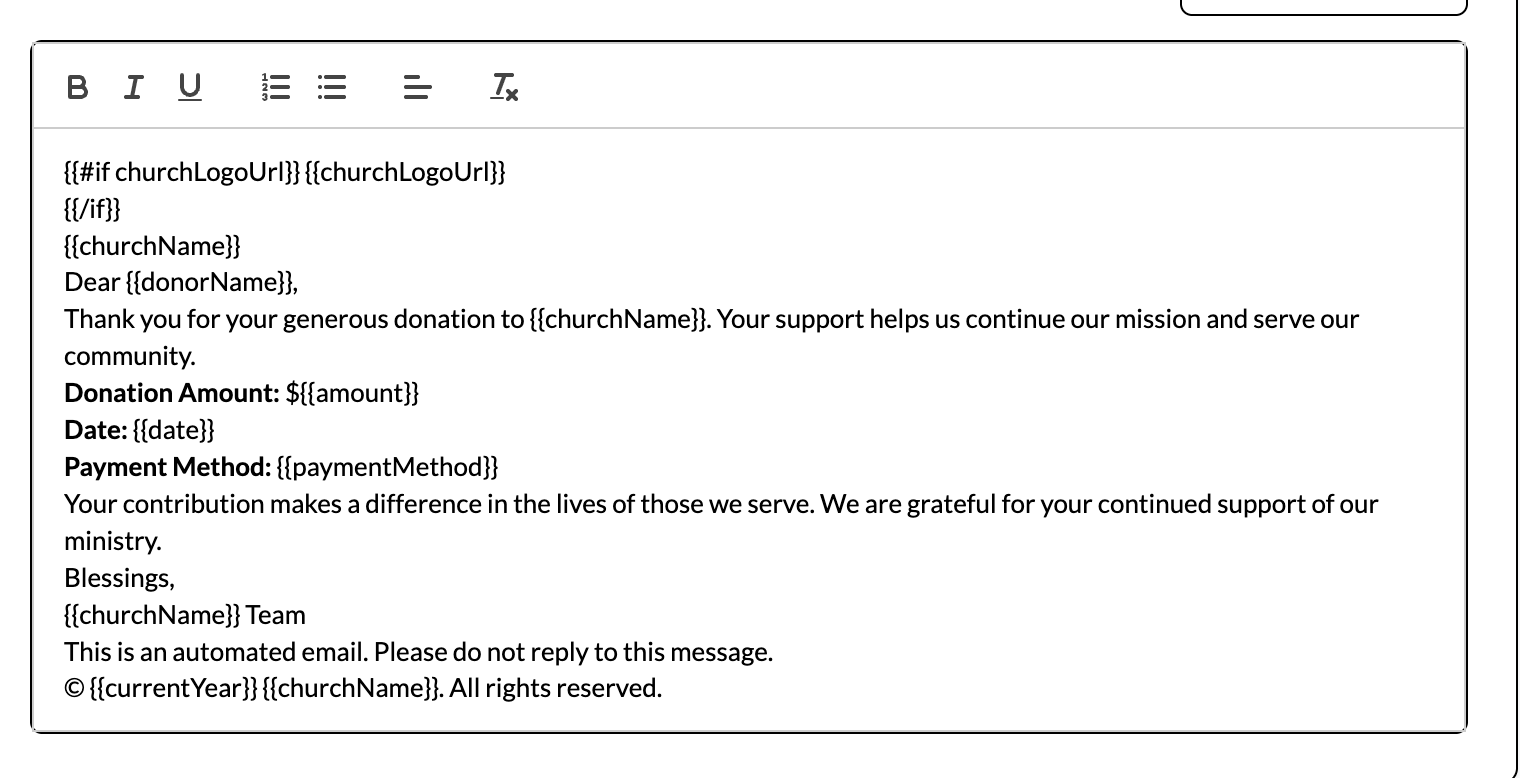 {{#if churchLogoUrl}} {{churchLogoUrl}}
{{/if}}
{{churchName}}
Dear {{donorName}},
Thank you for your generous donation to {{churchName}}. Your support helps us continue our mission and serve our
community.
Donation Amount: ${{amount}}
Date: {{date}}
Payment Method: {{paymentMethod}}
Your contribution makes a difference in the lives of those we serve. We are grateful for your continued support of our
ministry.
Blessings,
{{churchName}} Team
This is an automated email. Please do not reply to this message.
© {{currentYear}} {{churchName}}. All rights reserved.